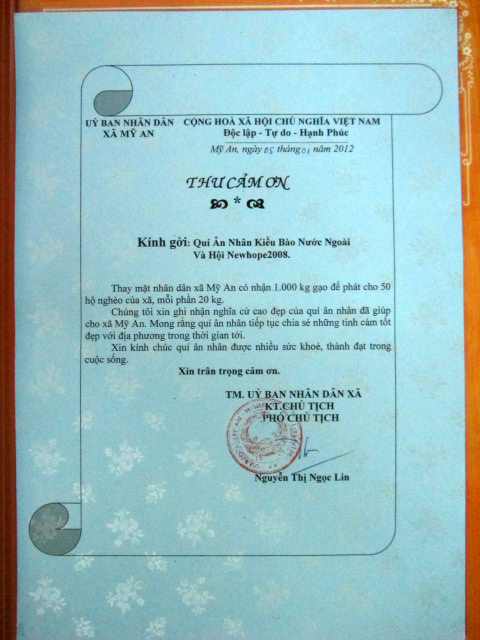 UỶ BAN NHÂN DÂN CỘNG HOÀ XÃ HỘI CHỦ NGHĨA VIỆT NAM
XÃ MỸ AN Độc lập - Tự do - Hạnh Phúc
Mỹ An, ngày 05 tháng 01 năm 2012
THƯ CẢM ƠN
*
Kính gởi: Quí Ân Nhân Kiều Bào Nước Ngoài
Và Hội Newhope2008.
Thay mặt nhân dân xã Mỹ An có nhận 1.000 kg gạo để phát cho 50
hộ nghèo của xã, mỗi phần 20 kg.
Chúng tôi xin ghi nhận nghĩa cử cao đẹp của quí ân nhân đã giúp
cho xã Mỹ An. Mong rằng quí ân nhân tiếp tục chia sẻ những tình cảm tốt
đẹp với địa phương trong thời gian tới.
Xin kính chúc quí ân nhân được nhiều sức khoẻ, thành đạt trong
cuộc sống.
Xin trân trọng cảm ơn.
TM. UỶ BAN NHÂN DÂN XÃ
KT.CHỦ TỊCH
PHÓ CHỦ TỊCH
Nguyễn Thị Ngọc Lin